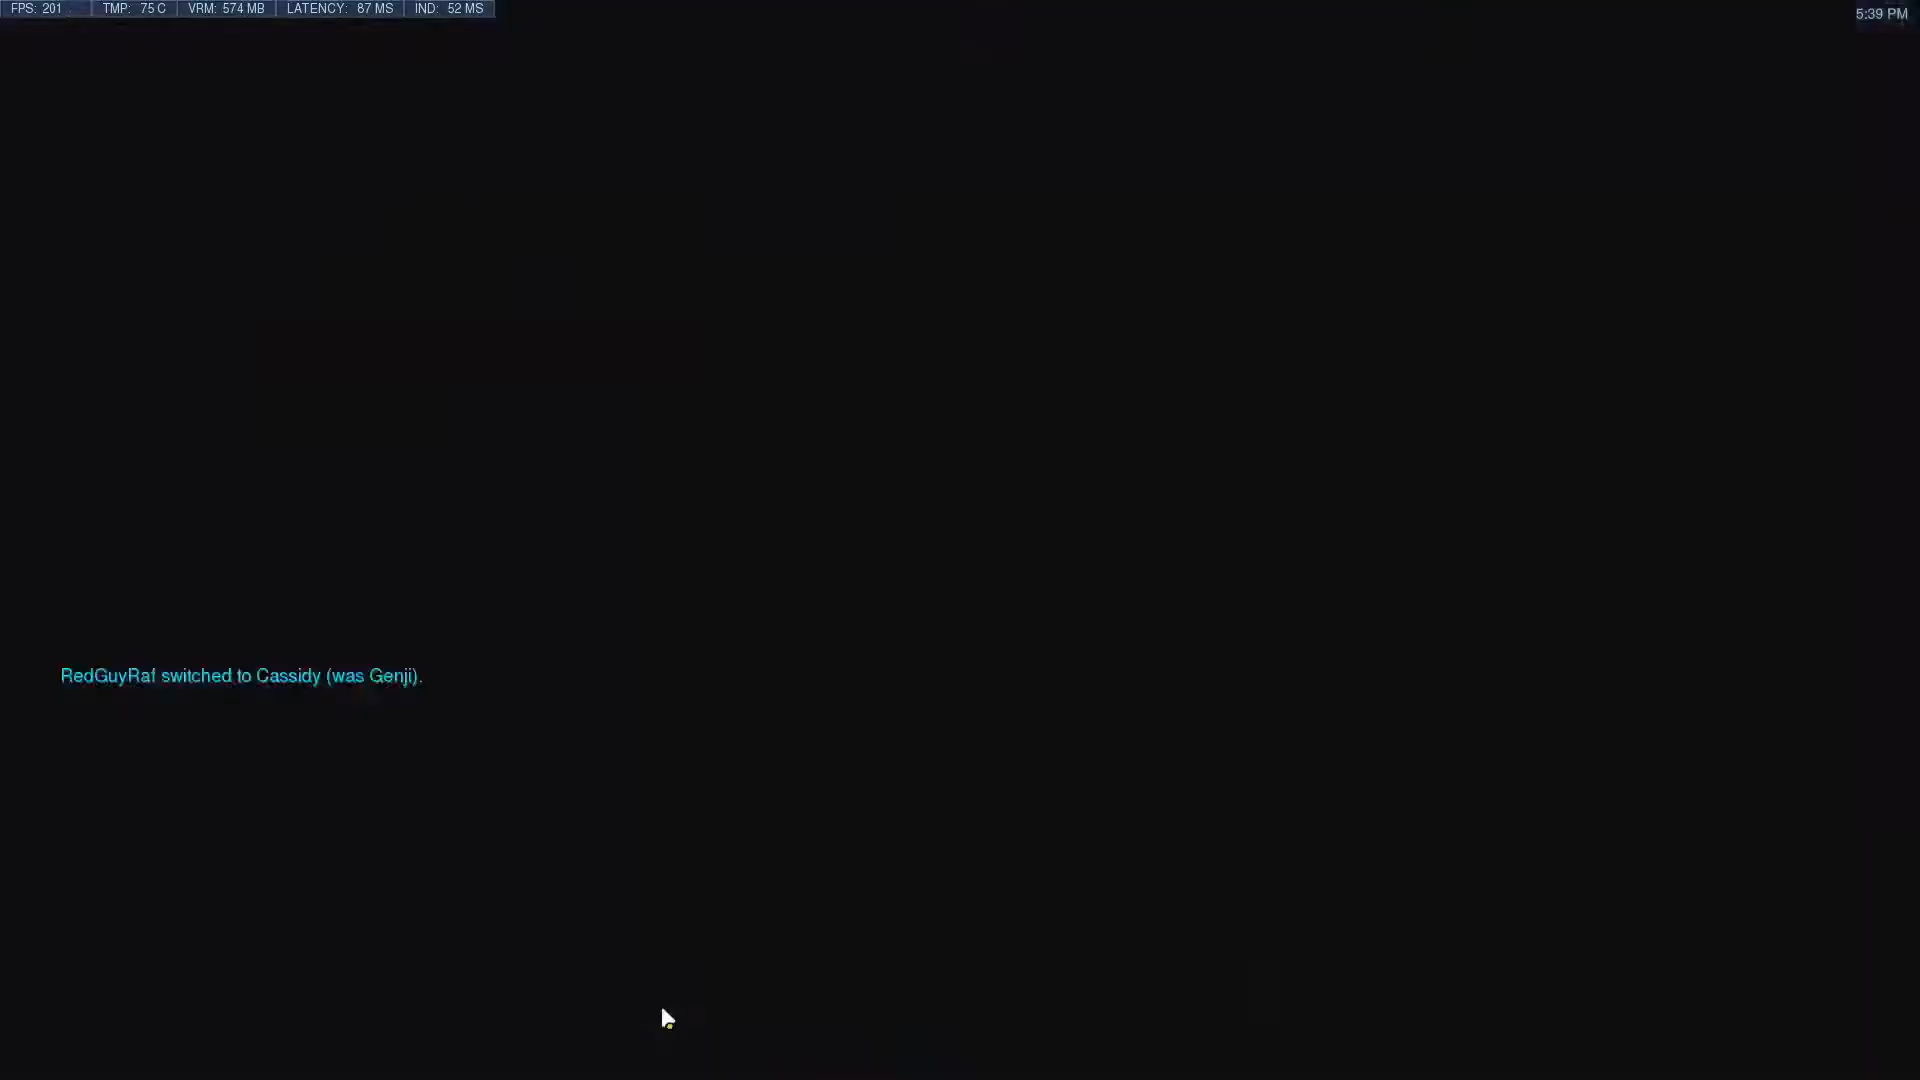 FPS: 201 TMP: 75 C VRM: 574 MB LATENCY: 87 MS IND: 52 MS
5:39 PM
RedGuyRaf switched to Cassidy (was Genji).